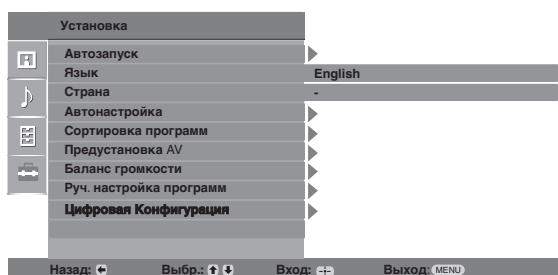 Установка
Автозапуск
Язык English
Страна -
Автонастройка
Сортировка программ
Предустановка AV
Баланс громкости
Руч. настройка программ
Цифровая Конфигурация
Назад: Выбр.: Вход: Выход: MENU